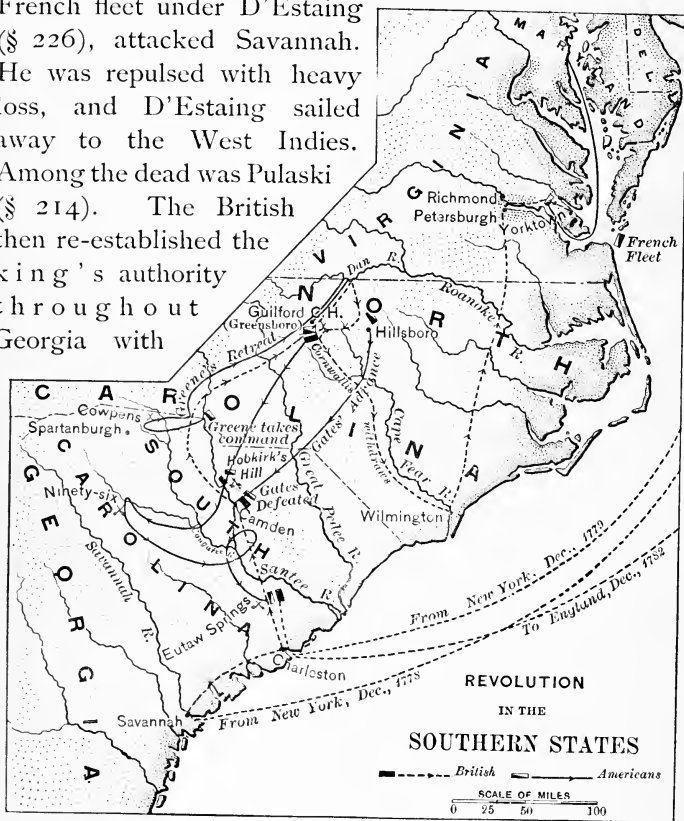 French fleet under D'Estaing
(§ 226), attacked Savannah.
He was repulsed with heavy
loss, and D'Estaing sailed
away to the West Indies.
Among the dead was Pulaski
(§ 214). The British
then re-established the
king's authority
throughout
Georgia with
MARYLAND
DEL.
VIRGINIA
Richmond
Petersburgh
Yorktown
French
Fleet
Dan R.
Roanoke R.
NORTH
CAROLINA
Guilford C.H.
(Greensboro)
Hillsboro
Greene's Retreat
Cornwallis
withdraws
Gates' Advance
Cape Fear R.
Cowpens
Spartanburgh
Greene takes
command
Hobkirk's
Hill
Gates
Defeated
Camden
Great Pedee R.
Wilmington
Ninety-six
SOUTH
CAROLINA
Congaree R.
Santee R.
Savannah R.
GEORGIA
Eutaw Springs
Charleston
Savannah
From New York, Dec., 1779
To England, Dec., 1782
From New York, Dec., 1778
REVOLUTION
IN THE
SOUTHERN STATES
British Americans
SCALE OF MILES
0 25 50 100